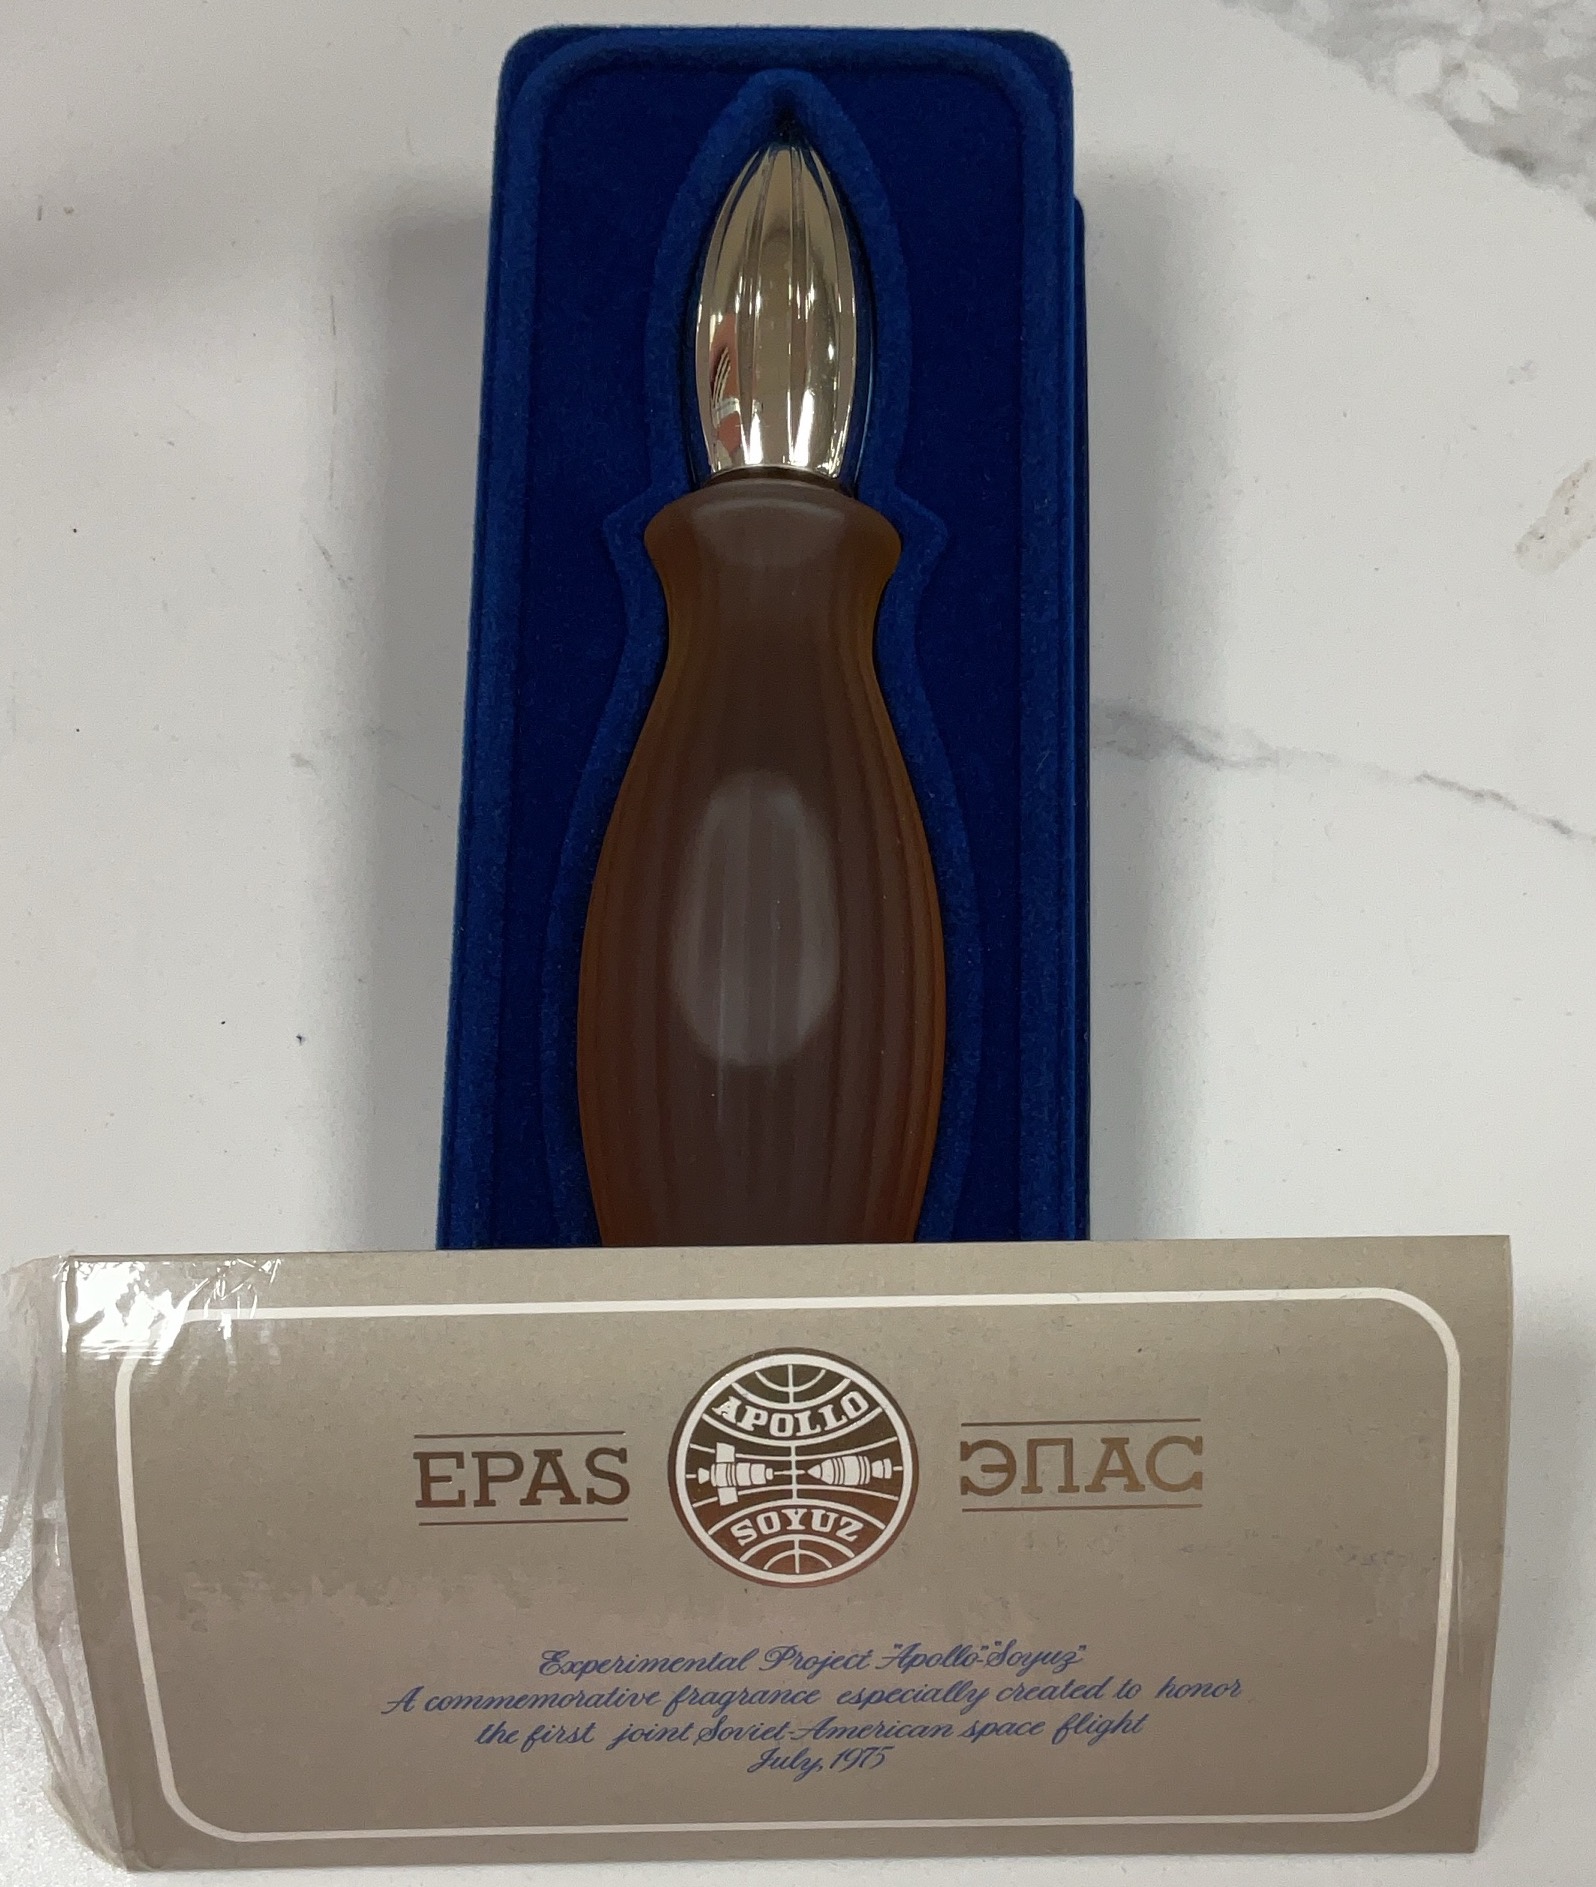 EPAS
APOLLO
SOYUZ
ЭПАС
Experimental Project "Apollo"-"Soyuz"
A commemorative fragrance especially created to honor
the first joint Soviet-American space flight
July, 1975